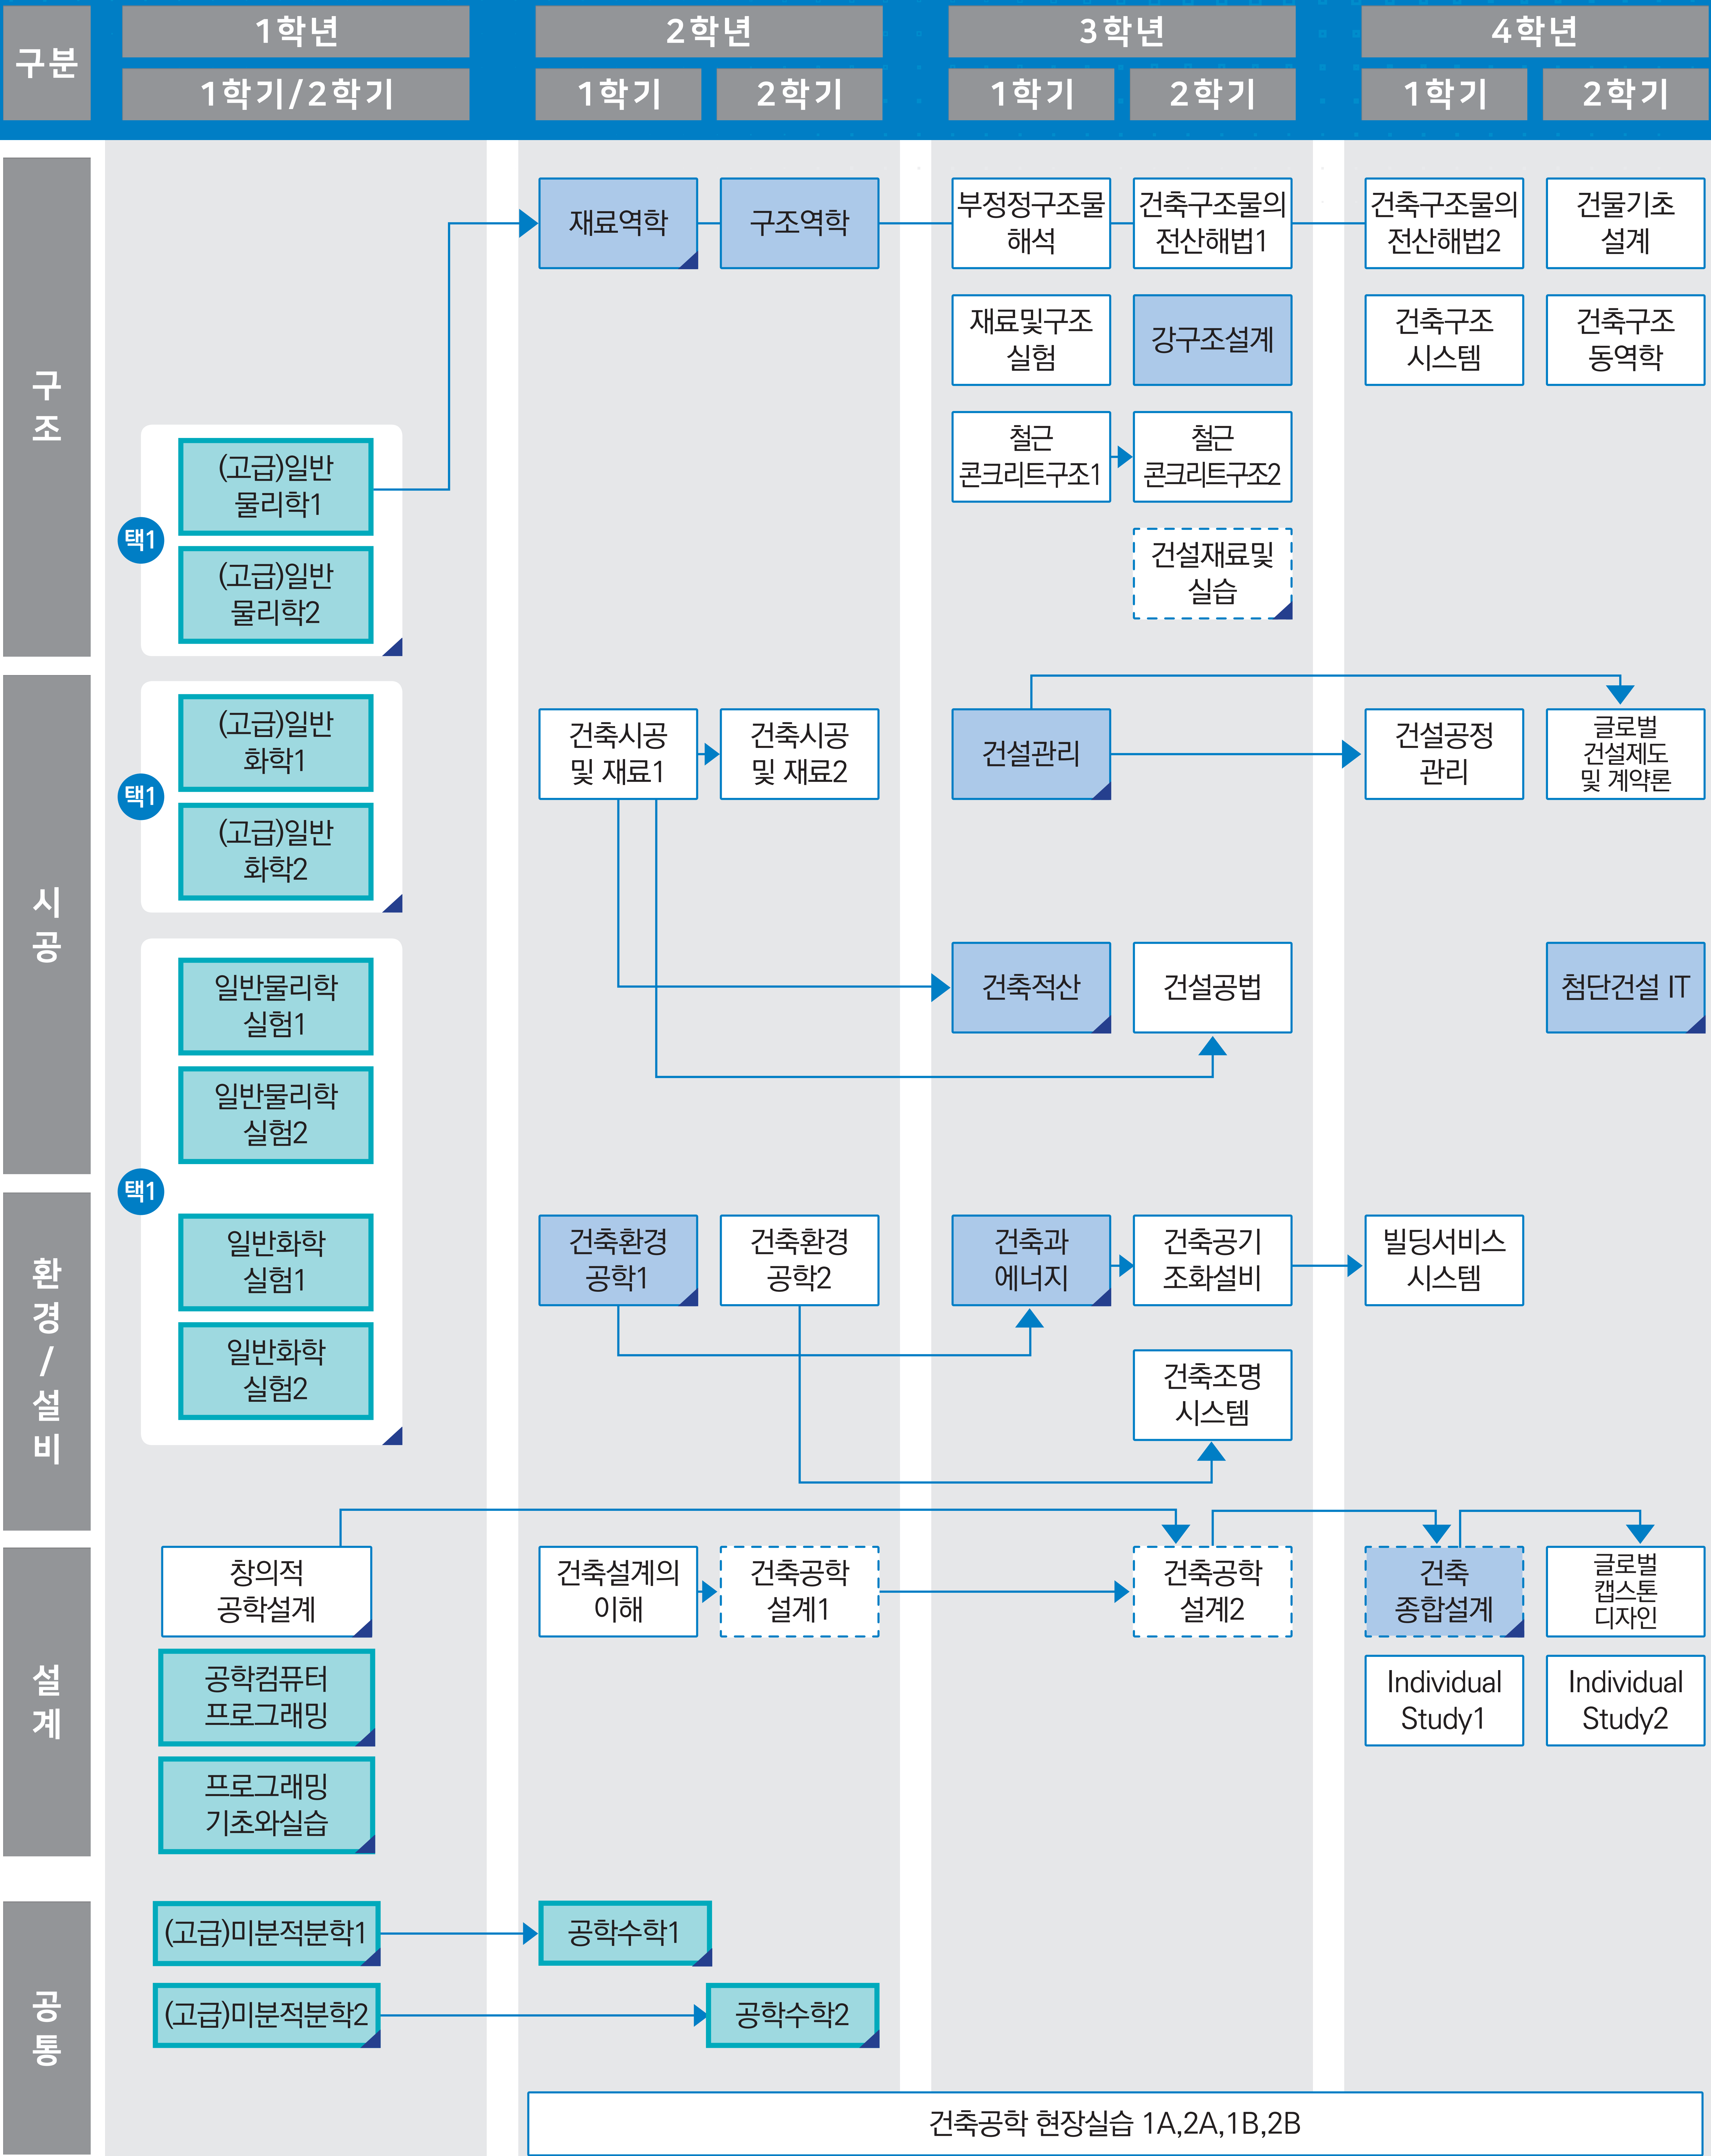 구분
1학년
2학년
3학년
4학년
1학기/2학기
1학기
2학기
1학기
2학기
1학기
2학기
구
조
재료역학
구조역학
부정정구조물
해석
건축구조물의
전산해법1
건축구조물의
전산해법2
건물기초
설계
재료및구조
실험
강구조설계
건축구조
시스템
건축구조
동역학
철근
콘크리트구조1
철근
콘크리트구조2
건설재료및
실습
택1
(고급)일반
물리학1
(고급)일반
물리학2
시
공
택1
(고급)일반
화학1
(고급)일반
화학2
건축시공
및 재료1
건축시공
및 재료2
건설관리
건설공정
관리
글로벌
건설제도
및 계약론
건축적산
건설공법
첨단건설 IT
택1
일반물리학
실험1
일반물리학
실험2
일반화학
실험1
일반화학
실험2
환
경
/
설
비
건축환경
공학1
건축환경
공학2
건축과
에너지
건축공기
조화설비
빌딩서비스
시스템
건축조명
시스템
설
계
창의적
공학설계
건축설계의
이해
건축공학
설계1
건축공학
설계2
건축
종합설계
글로벌
캡스톤
디자인
공학컴퓨터
프로그래밍
Individual
Study1
Individual
Study2
프로그래밍
기초와실습
공
통
(고급)미분적분학1
공학수학1
(고급)미분적분학2
공학수학2
건축공학 현장실습 1A,2A,1B,2B